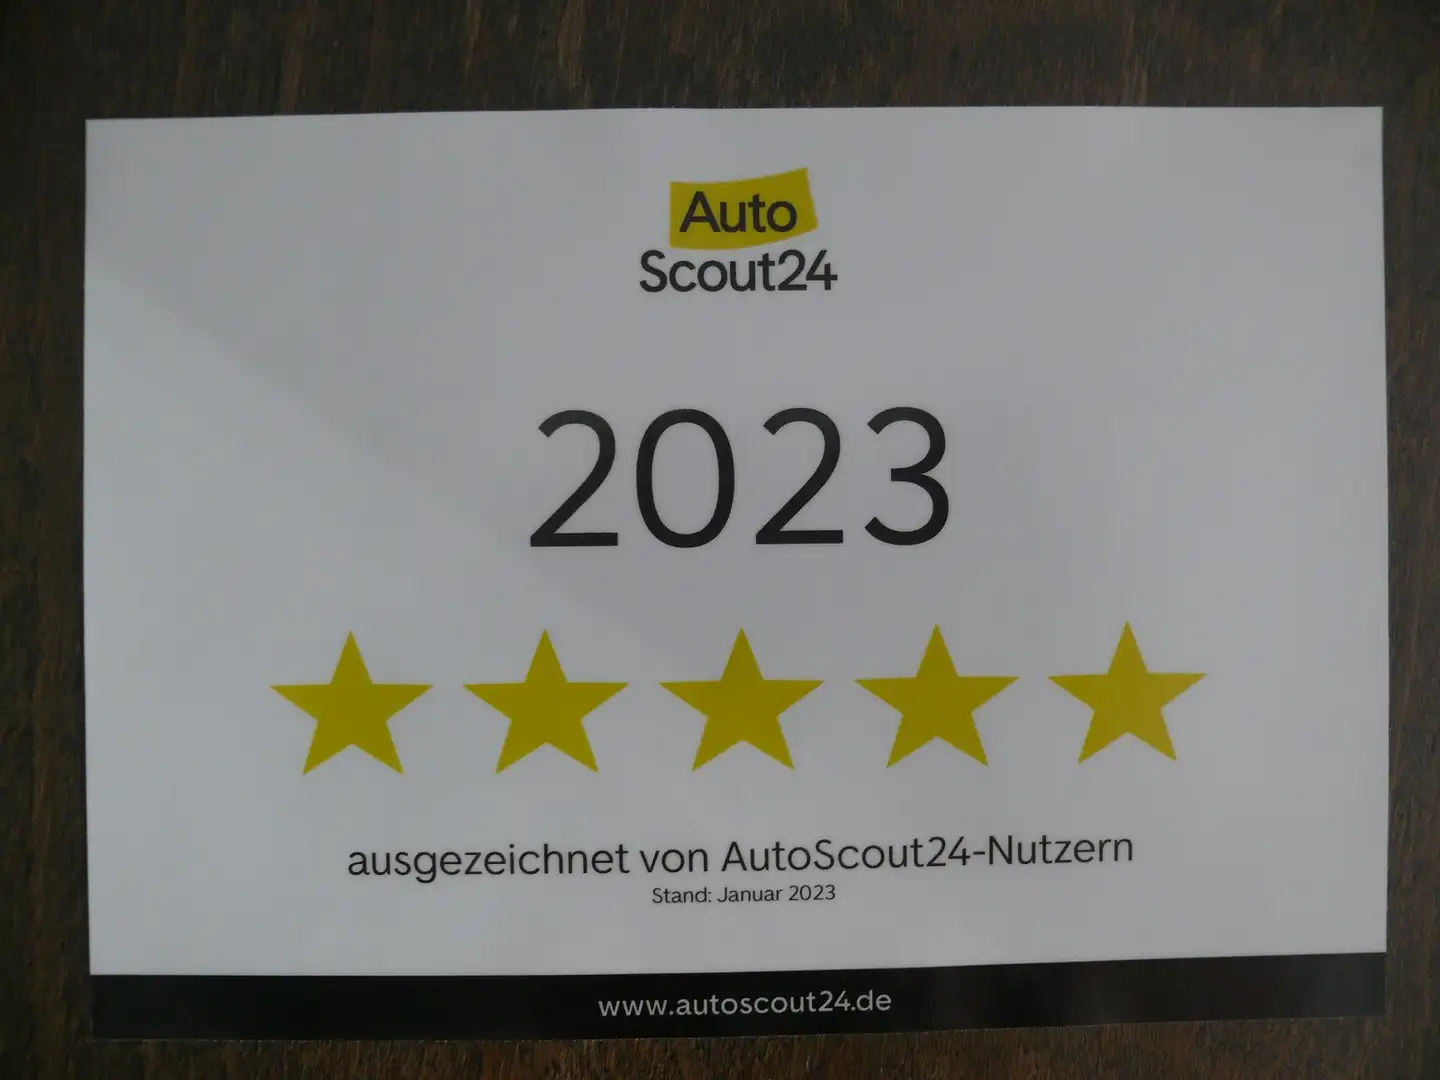 Auto
Scout24
2023
ausgezeichnet von AutoScout24-Nutzern
Stand: Januar 2023
www.autoscout24.de